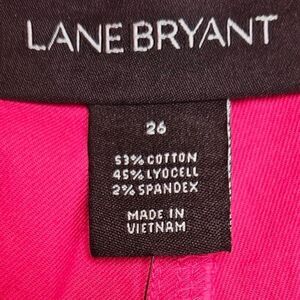 LANE BRYANT
26
53% COTTON
45% LYOCELL
2% SPANDEX
MADE IN
VIETNAM